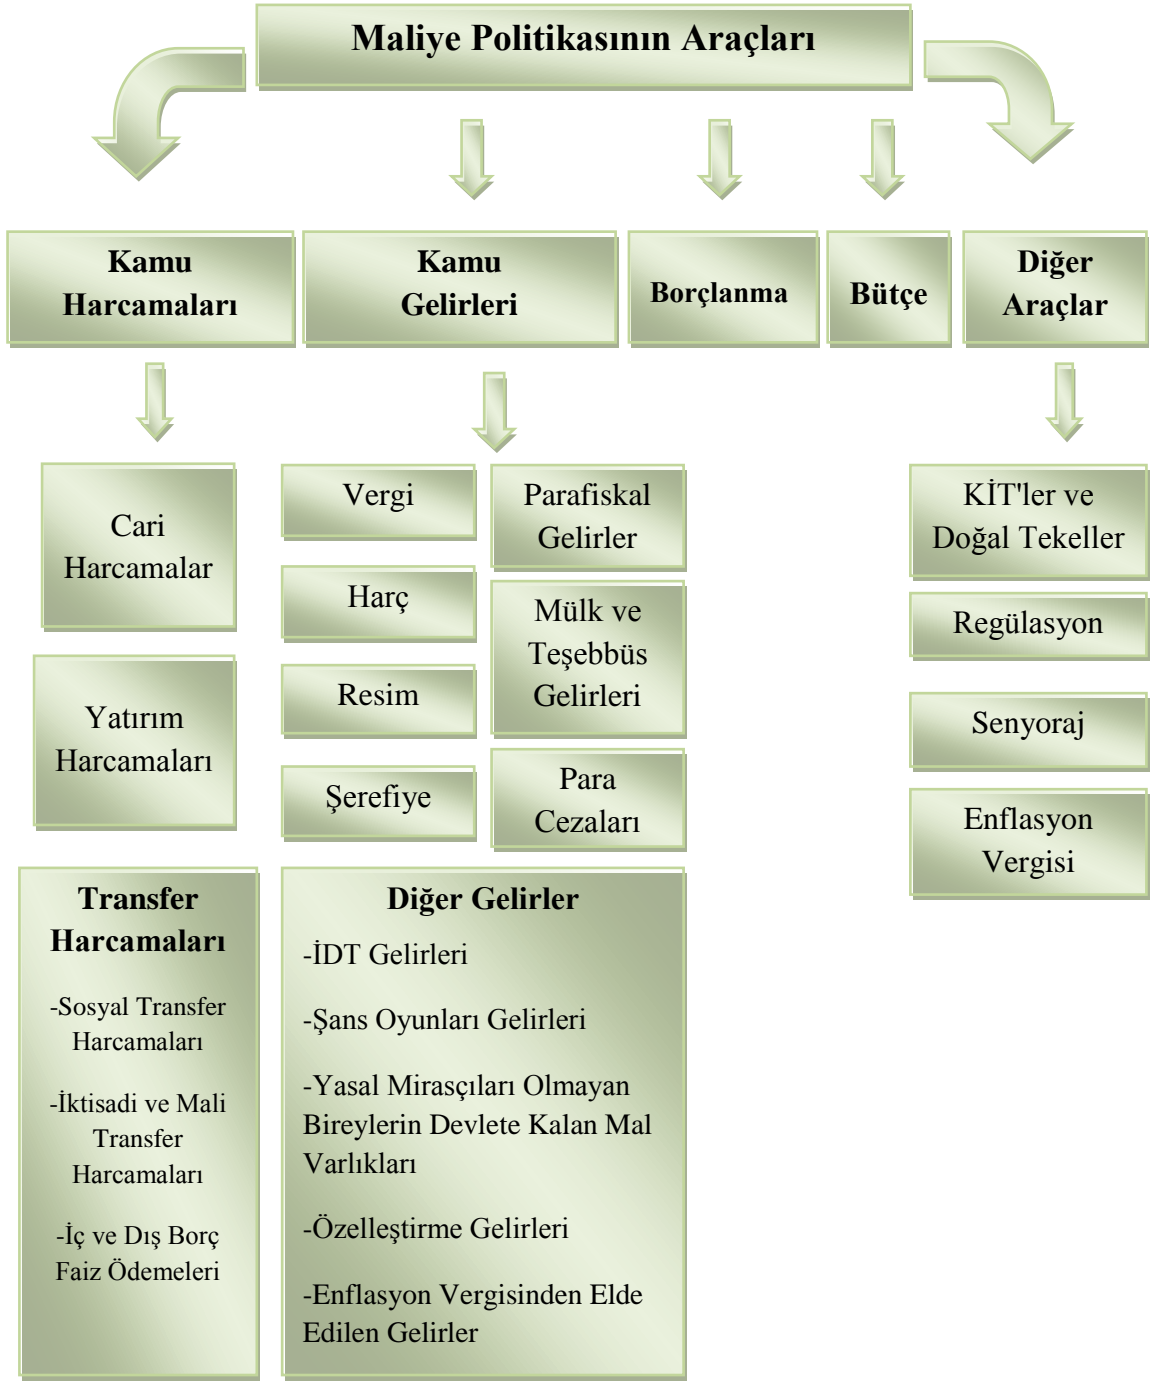 Maliye Politikasının Araçları
Kamu
Harcamaları
Kamu
Gelirleri
Borçlanma
Bütçe
Diğer
Araçlar
Cari
Harcamalar
Yatırım
Harcamaları
Transfer
Harcamaları
-Sosyal Transfer
Harcamaları
-İktisadi ve Mali
Transfer
Harcamaları
-İç ve Dış Borç
Faiz Ödemeleri
Vergi
Harç
Resim
Şerefiye
Parafiskal
Gelirler
Mülk ve
Teşebbüs
Gelirleri
Para
Cezaları
Diğer Gelirler
-İDT Gelirleri
-Şans Oyunları Gelirleri
-Yasal Mirasçıları Olmayan
Bireylerin Devlete Kalan Mal
Varlıkları
-Özelleştirme Gelirleri
-Enflasyon Vergisinden Elde
Edilen Gelirler
KİT'ler ve
Doğal Tekeller
Regülasyon
Senyoraj
Enflasyon
Vergisi